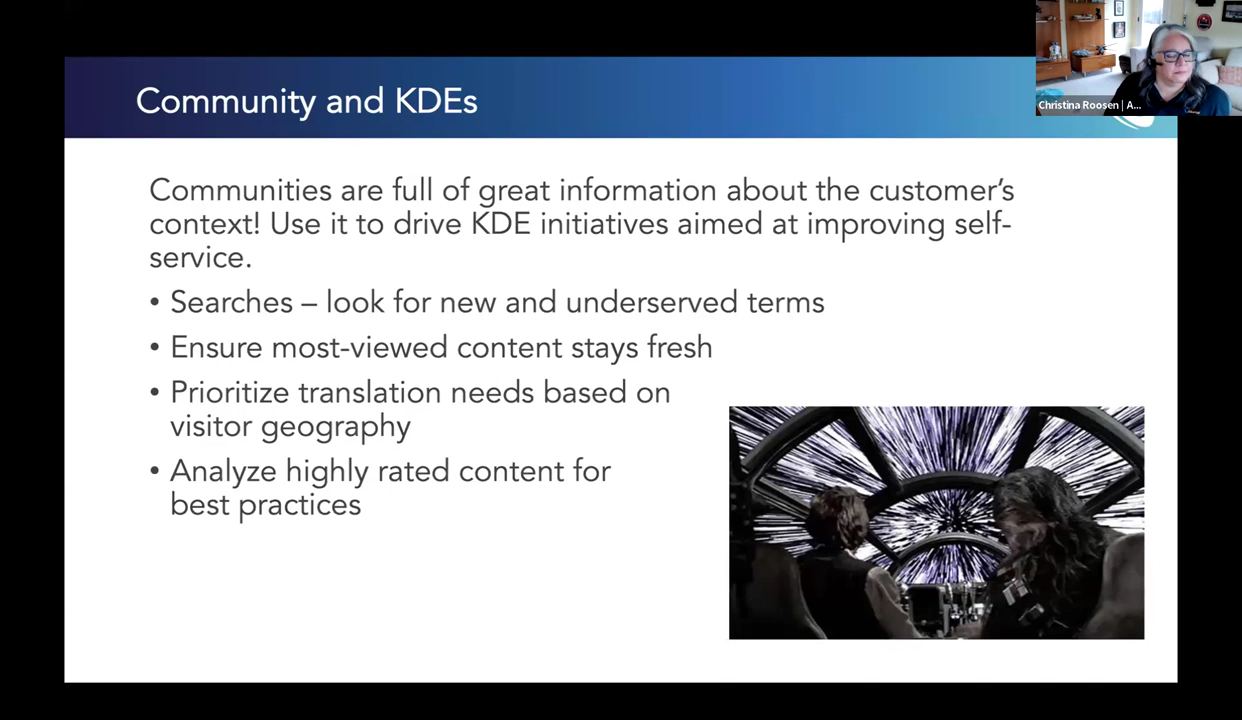 Community and KDEs
Christina Roosen | A...
Communities are full of great information about the customer’s
context! Use it to drive KDE initiatives aimed at improving self-
service.
• Searches – look for new and underserved terms
• Ensure most-viewed content stays fresh
• Prioritize translation needs based on
visitor geography
• Analyze highly rated content for
best practices